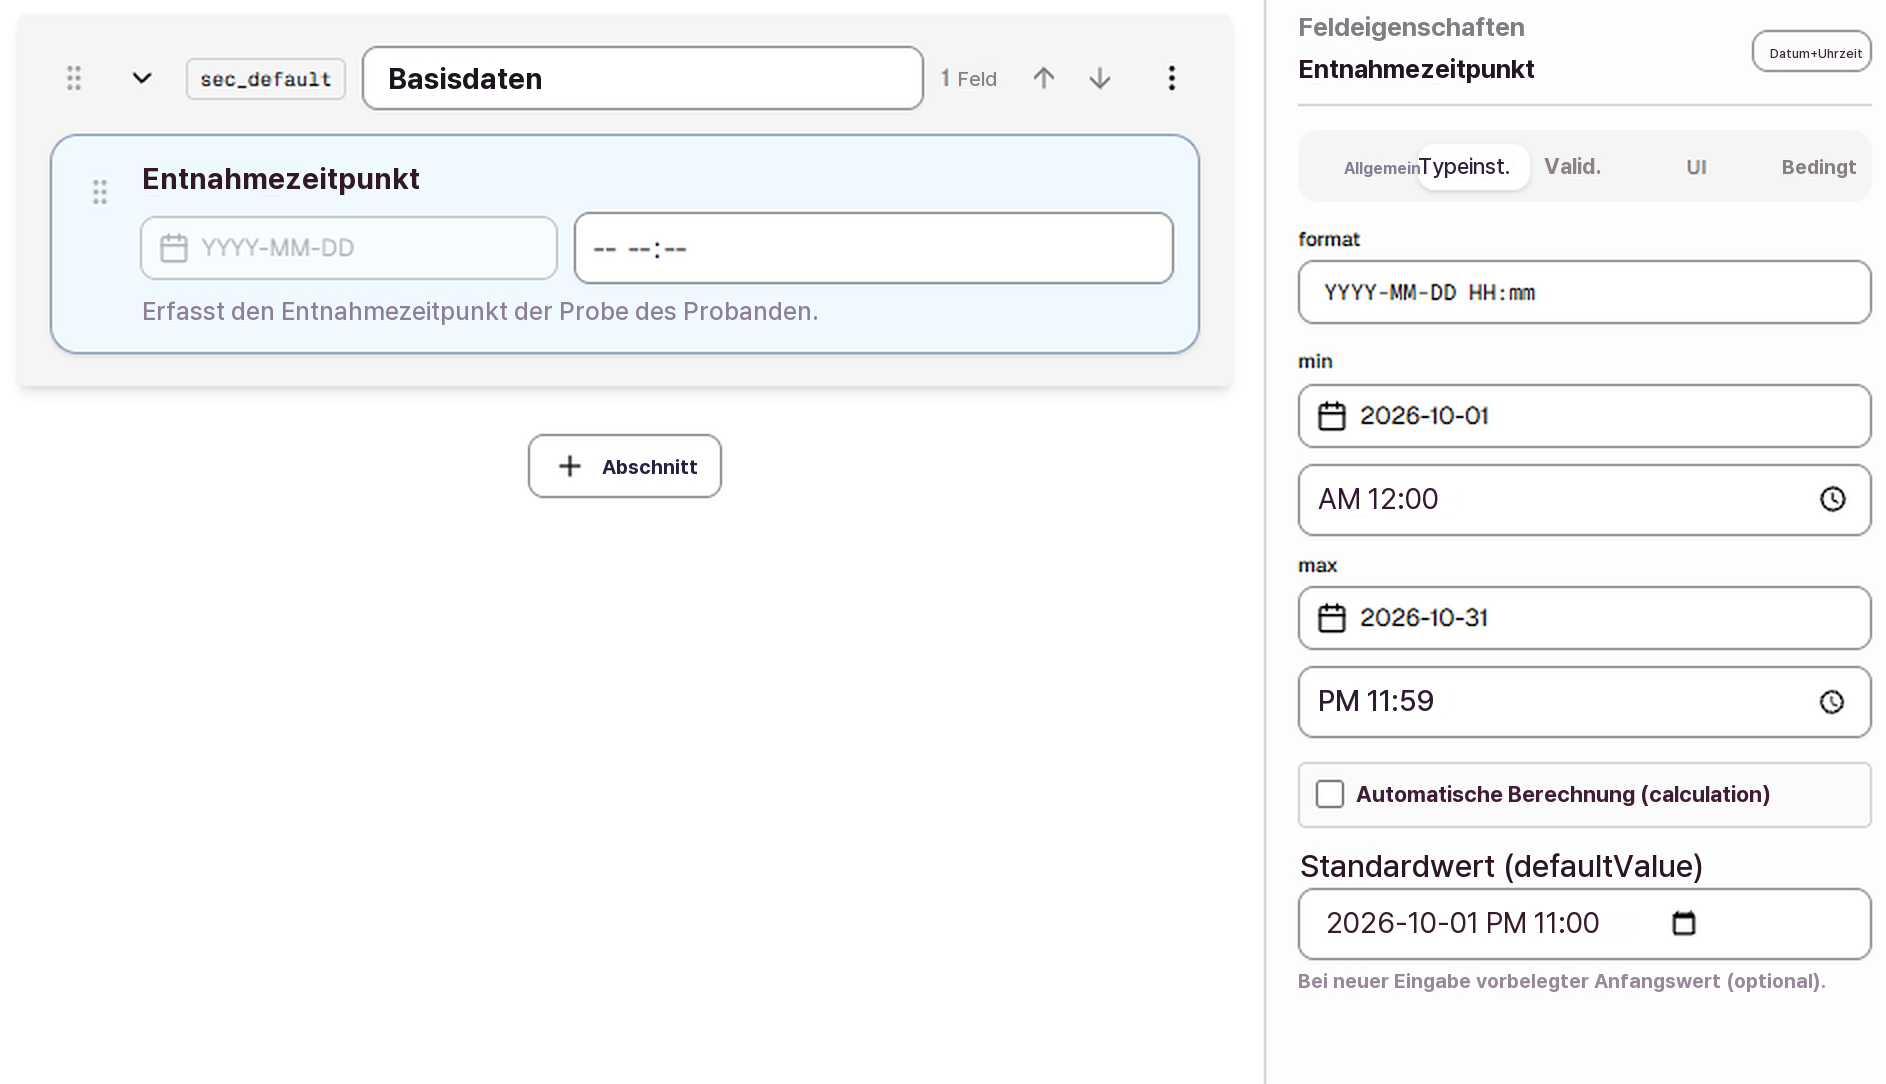 sec_default
Basisdaten
1 Feld
Entnahmezeitpunkt
YYYY-MM-DD
-- --:--
Erfasst den Entnahmezeitpunkt der Probe des Probanden.
Abschnitt
Feldeigenschaften
Entnahmezeitpunkt
Datum+Uhrzeit
Allgemein Typeinst. Valid. UI Bedingt
format
YYYY-MM-DD HH:mm
min
2026-10-01
AM 12:00
max
2026-10-31
PM 11:59
Automatische Berechnung (calculation)
Standardwert (defaultValue)
2026-10-01 PM 11:00
Bei neuer Eingabe vorbelegter Anfangswert (optional).